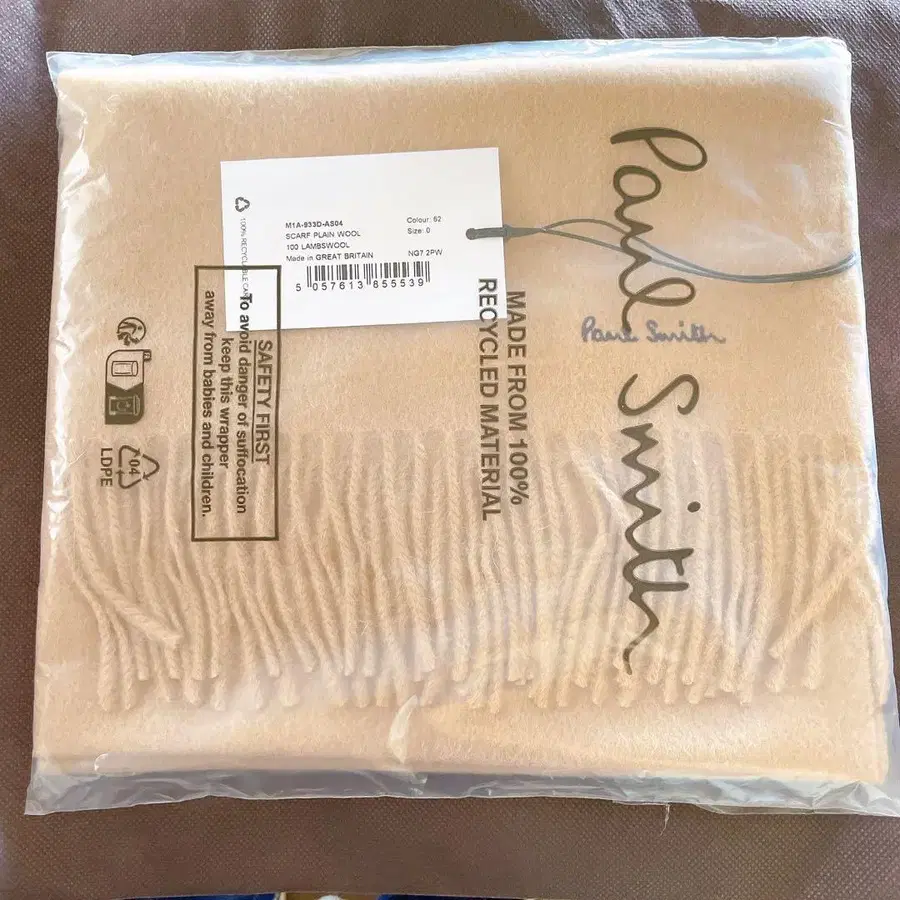 M1A-933D-AS04
Colour: 62
SCARF PLAIN WOOL
Size: 0
100 LAMBSWOOL
Made in GREAT BRITAIN
NG7 2PW
5 057613 855539
100% RECYCLABLE
Paul Smith
Paul Smith
MADE FROM 100%
RECYCLED MATERIAL
SAFETY FIRST
To avoid danger of suffocation
keep this wrapper
away from babies and children.
FR
04
LDPE